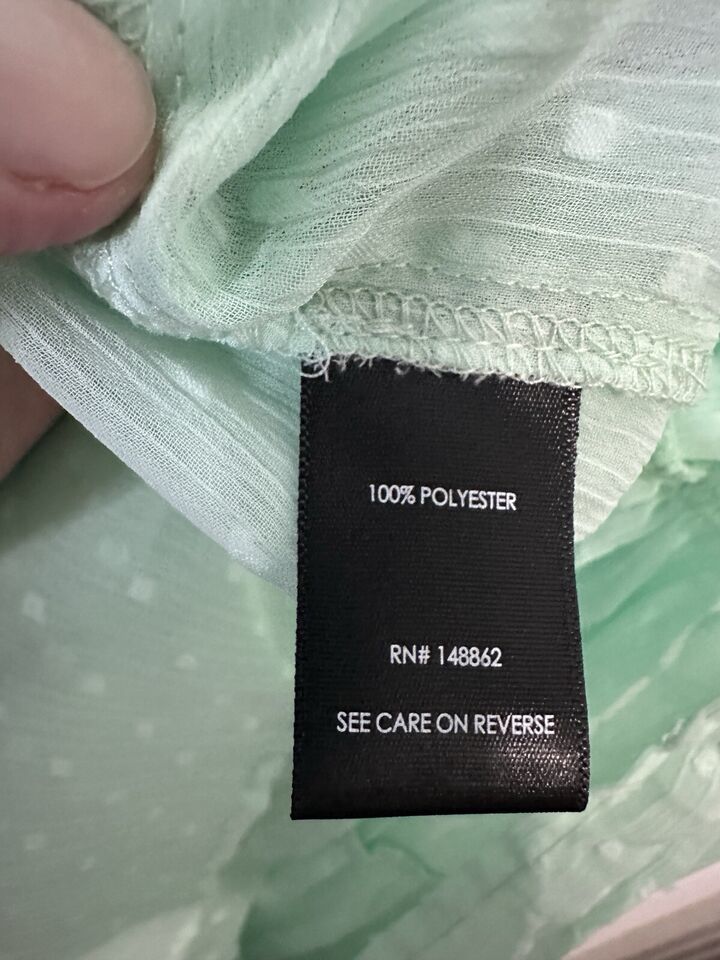 100% POLYESTER
RN# 148862
SEE CARE ON REVERSE